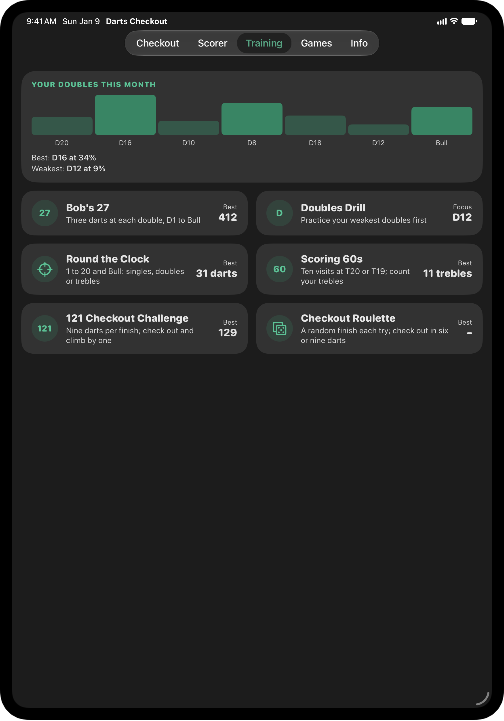 9:41 AM Sun Jan 9 Darts Checkout
Checkout Scorer Training Games Info
YOUR DOUBLES THIS MONTH
D20 D16 D10 D8 D18 D12 Bull
Best: D16 at 34%
Weakest: D12 at 9%
27
Bob's 27
Three darts at each double, D1 to Bull
Best
412
D
Doubles Drill
Practice your weakest doubles first
Focus
D12
Round the Clock
1 to 20 and Bull: singles, doubles
or trebles
Best
31 darts
60
Scoring 60s
Ten visits at T20 or T19; count
your trebles
Best
11 trebles
121
121 Checkout Challenge
Nine darts per finish; check out and
climb by one
Best
129
Checkout Roulette
A random finish each try; check out in six
or nine darts
Best
–